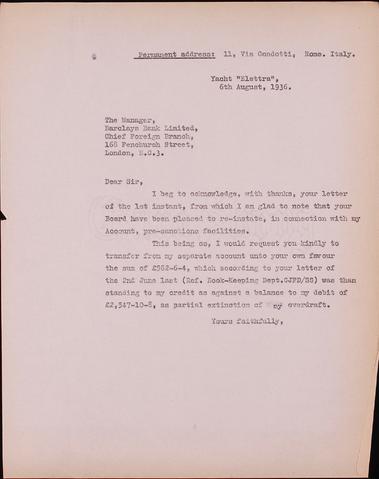 Permanent address: 11, Via Condotti, Rome. Italy.
Yacht "Elettra",
6th August, 1936.
The Manager,
Barclays Bank Limited,
Chief Foreign Branch,
168 Fenchurch Street,
London, E.C.3.
Dear Sir,
I beg to acknowledge, with thanks, your letter
of the 1st instant, from which I am glad to note that your
Board have been pleased to re-instate, in connection with my
Account, pre-sanctions facilities.
This being so, I would request you kindly to
transfer from my separate account unto your own favour
the sum of £982-6-4, which according to your letter of
the 2nd June last (Ref. Book-Keeping Dept.GJFD/SS) was than
standing to my credit as against a balance to my debit of
£2,547-10-8, as partial extinction of my overdraft.
Yours faithfully,